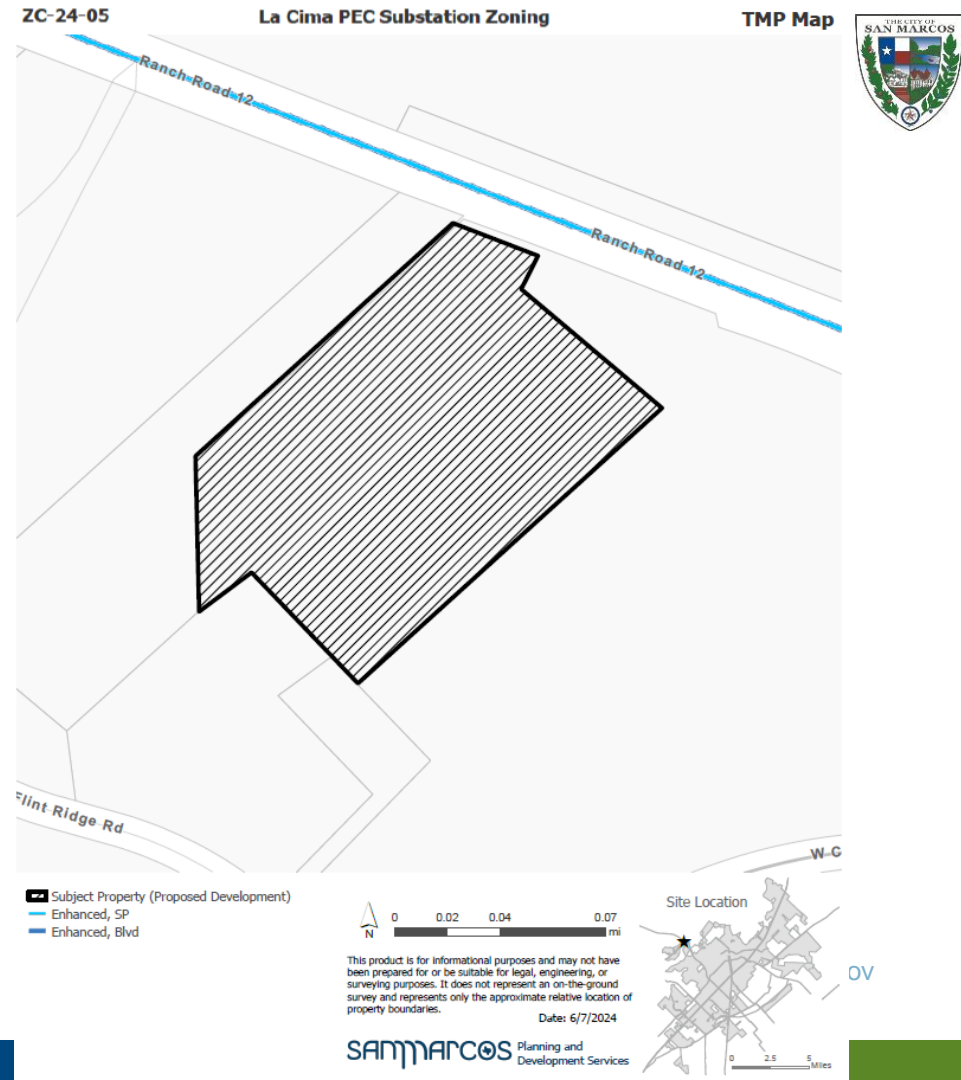 ZC-24-05
La Cima PEC Substation Zoning
TMP Map
THE CITY OF
SAN MARCOS
Ranch Road 12
Ranch Road 12
Flint Ridge Rd
W C
Subject Property (Proposed Development)
Enhanced, SP
Enhanced, Blvd
N
0 0.02 0.04 0.07
mi
This product is for informational purposes and may not have
been prepared for or be suitable for legal, engineering, or
surveying purposes. It does not represent an on-the-ground
survey and represents only the approximate relative location of
property boundaries.
Date: 6/7/2024
SANMARCOS Planning and
Development Services
Site Location
0 2.5 5
Miles
ov